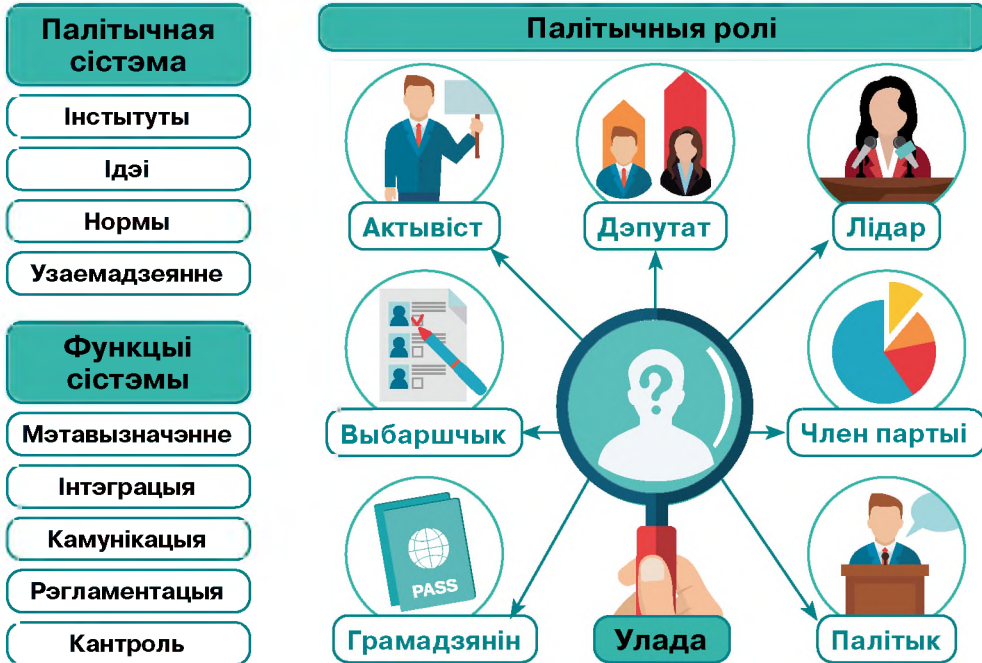 Палітычная
сістэма
Інстытуты
Ідэі
Нормы
Узаемадзеянне
Функцыі
сістэмы
Мэтавызначэнне
Інтэграцыя
Камунікацыя
Рэгламентацыя
Кантроль
Палітычныя ролі
Актывіст
Дэпутат
Лідар
?
Выбаршчык
Член партыі
PASS
Грамадзянін
Улада
Палітык